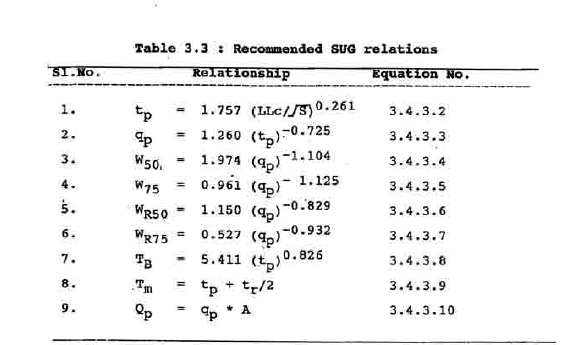 Table 3.3 : Recommended SUG relations
Sl.No. Relationship Equation No.
1. tp = 1.757 (LLc/√S)0.261 3.4.3.2
2. qp = 1.260 (tp)-0.725 3.4.3.3
3. W50 = 1.974 (qp)-1.104 3.4.3.4
4. W75 = 0.961 (qp)- 1.125 3.4.3.5
5. WR50 = 1.150 (qp)-0.829 3.4.3.6
6. WR75 = 0.527 (qp)-0.932 3.4.3.7
7. TB = 5.411 (tp)0.826 3.4.3.8
8. Tm = tp + tr/2 3.4.3.9
9. Qp = qp * A 3.4.3.10